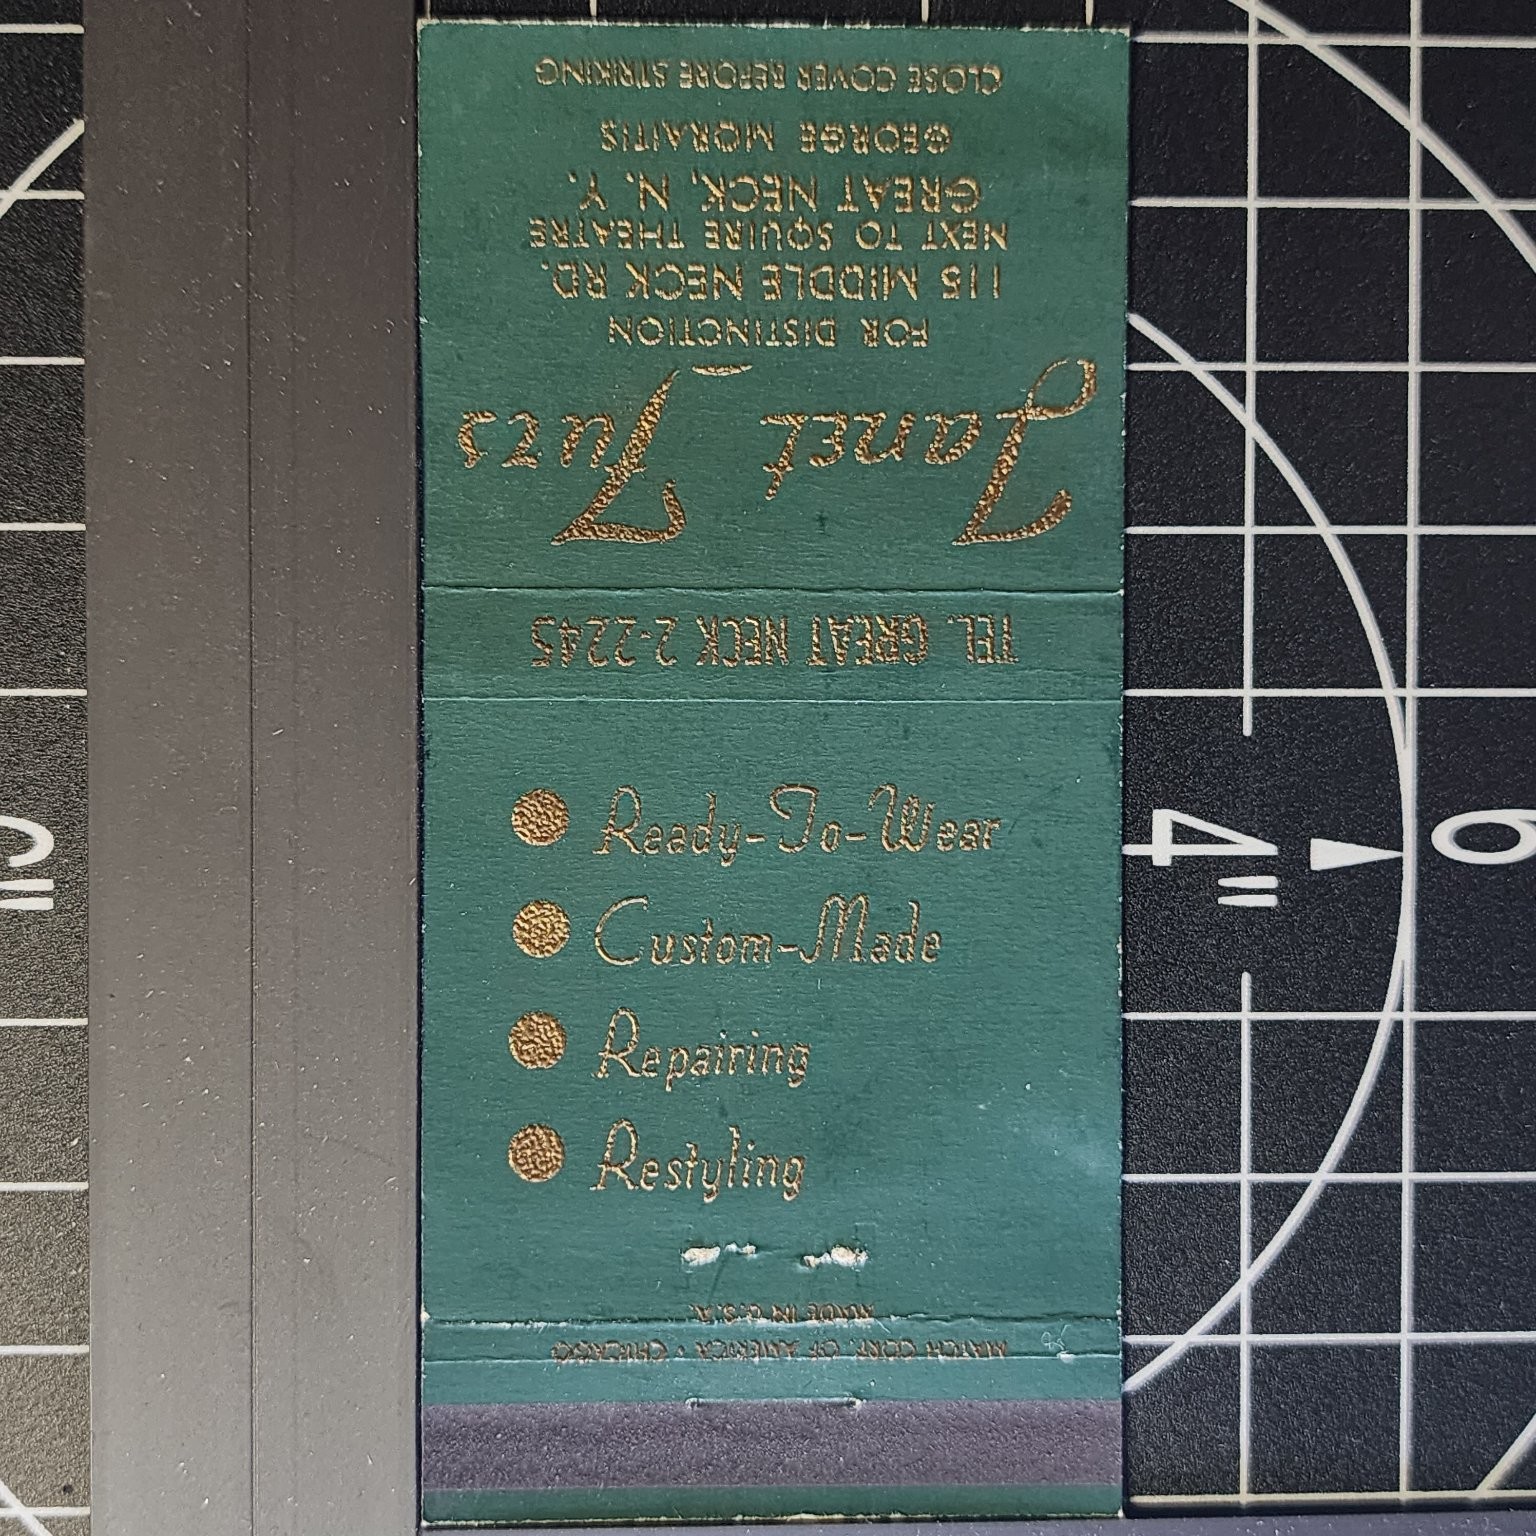 Janet Furs
FOR DISTINCTION
115 MIDDLE NECK RD.
NEXT TO SQUIRE THEATRE
GREAT NECK, N. Y.
GEORGE MORAITIS
CLOSE COVER BEFORE STRIKING
TEL. GREAT NECK 2-2245
Ready-To-Wear
Custom-Made
Repairing
Restyling
MADE IN U.S.A.
MATCH CORP. OF AMERICA • CHICAGO
4"
6
5"